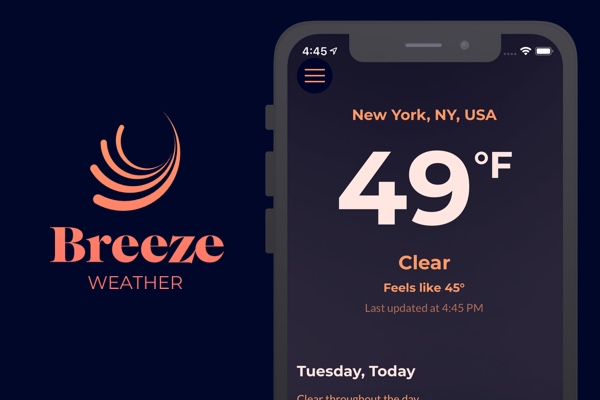 Breeze
WEATHER
4:45
New York, NY, USA
49°F
Clear
Feels like 45°
Last updated at 4:45 PM
Tuesday, Today
Clear throughout the day